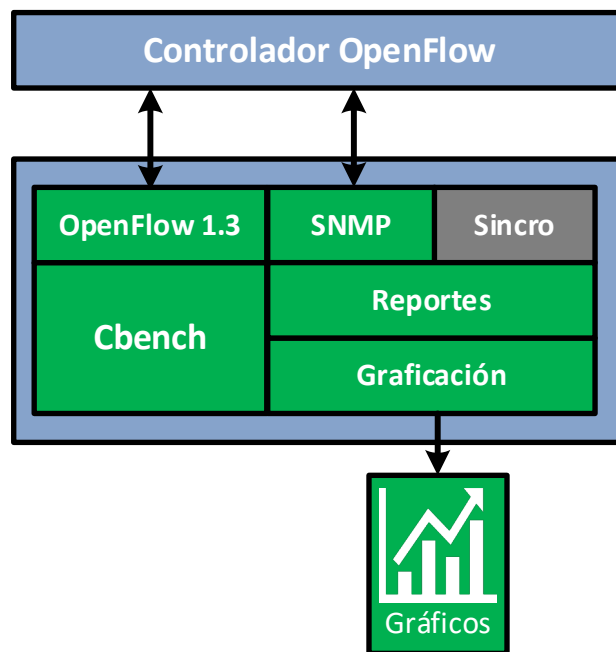 Controlador OpenFlow
OpenFlow 1.3
SNMP
Sincro
Cbench
Reportes
Graficación
Gráficos